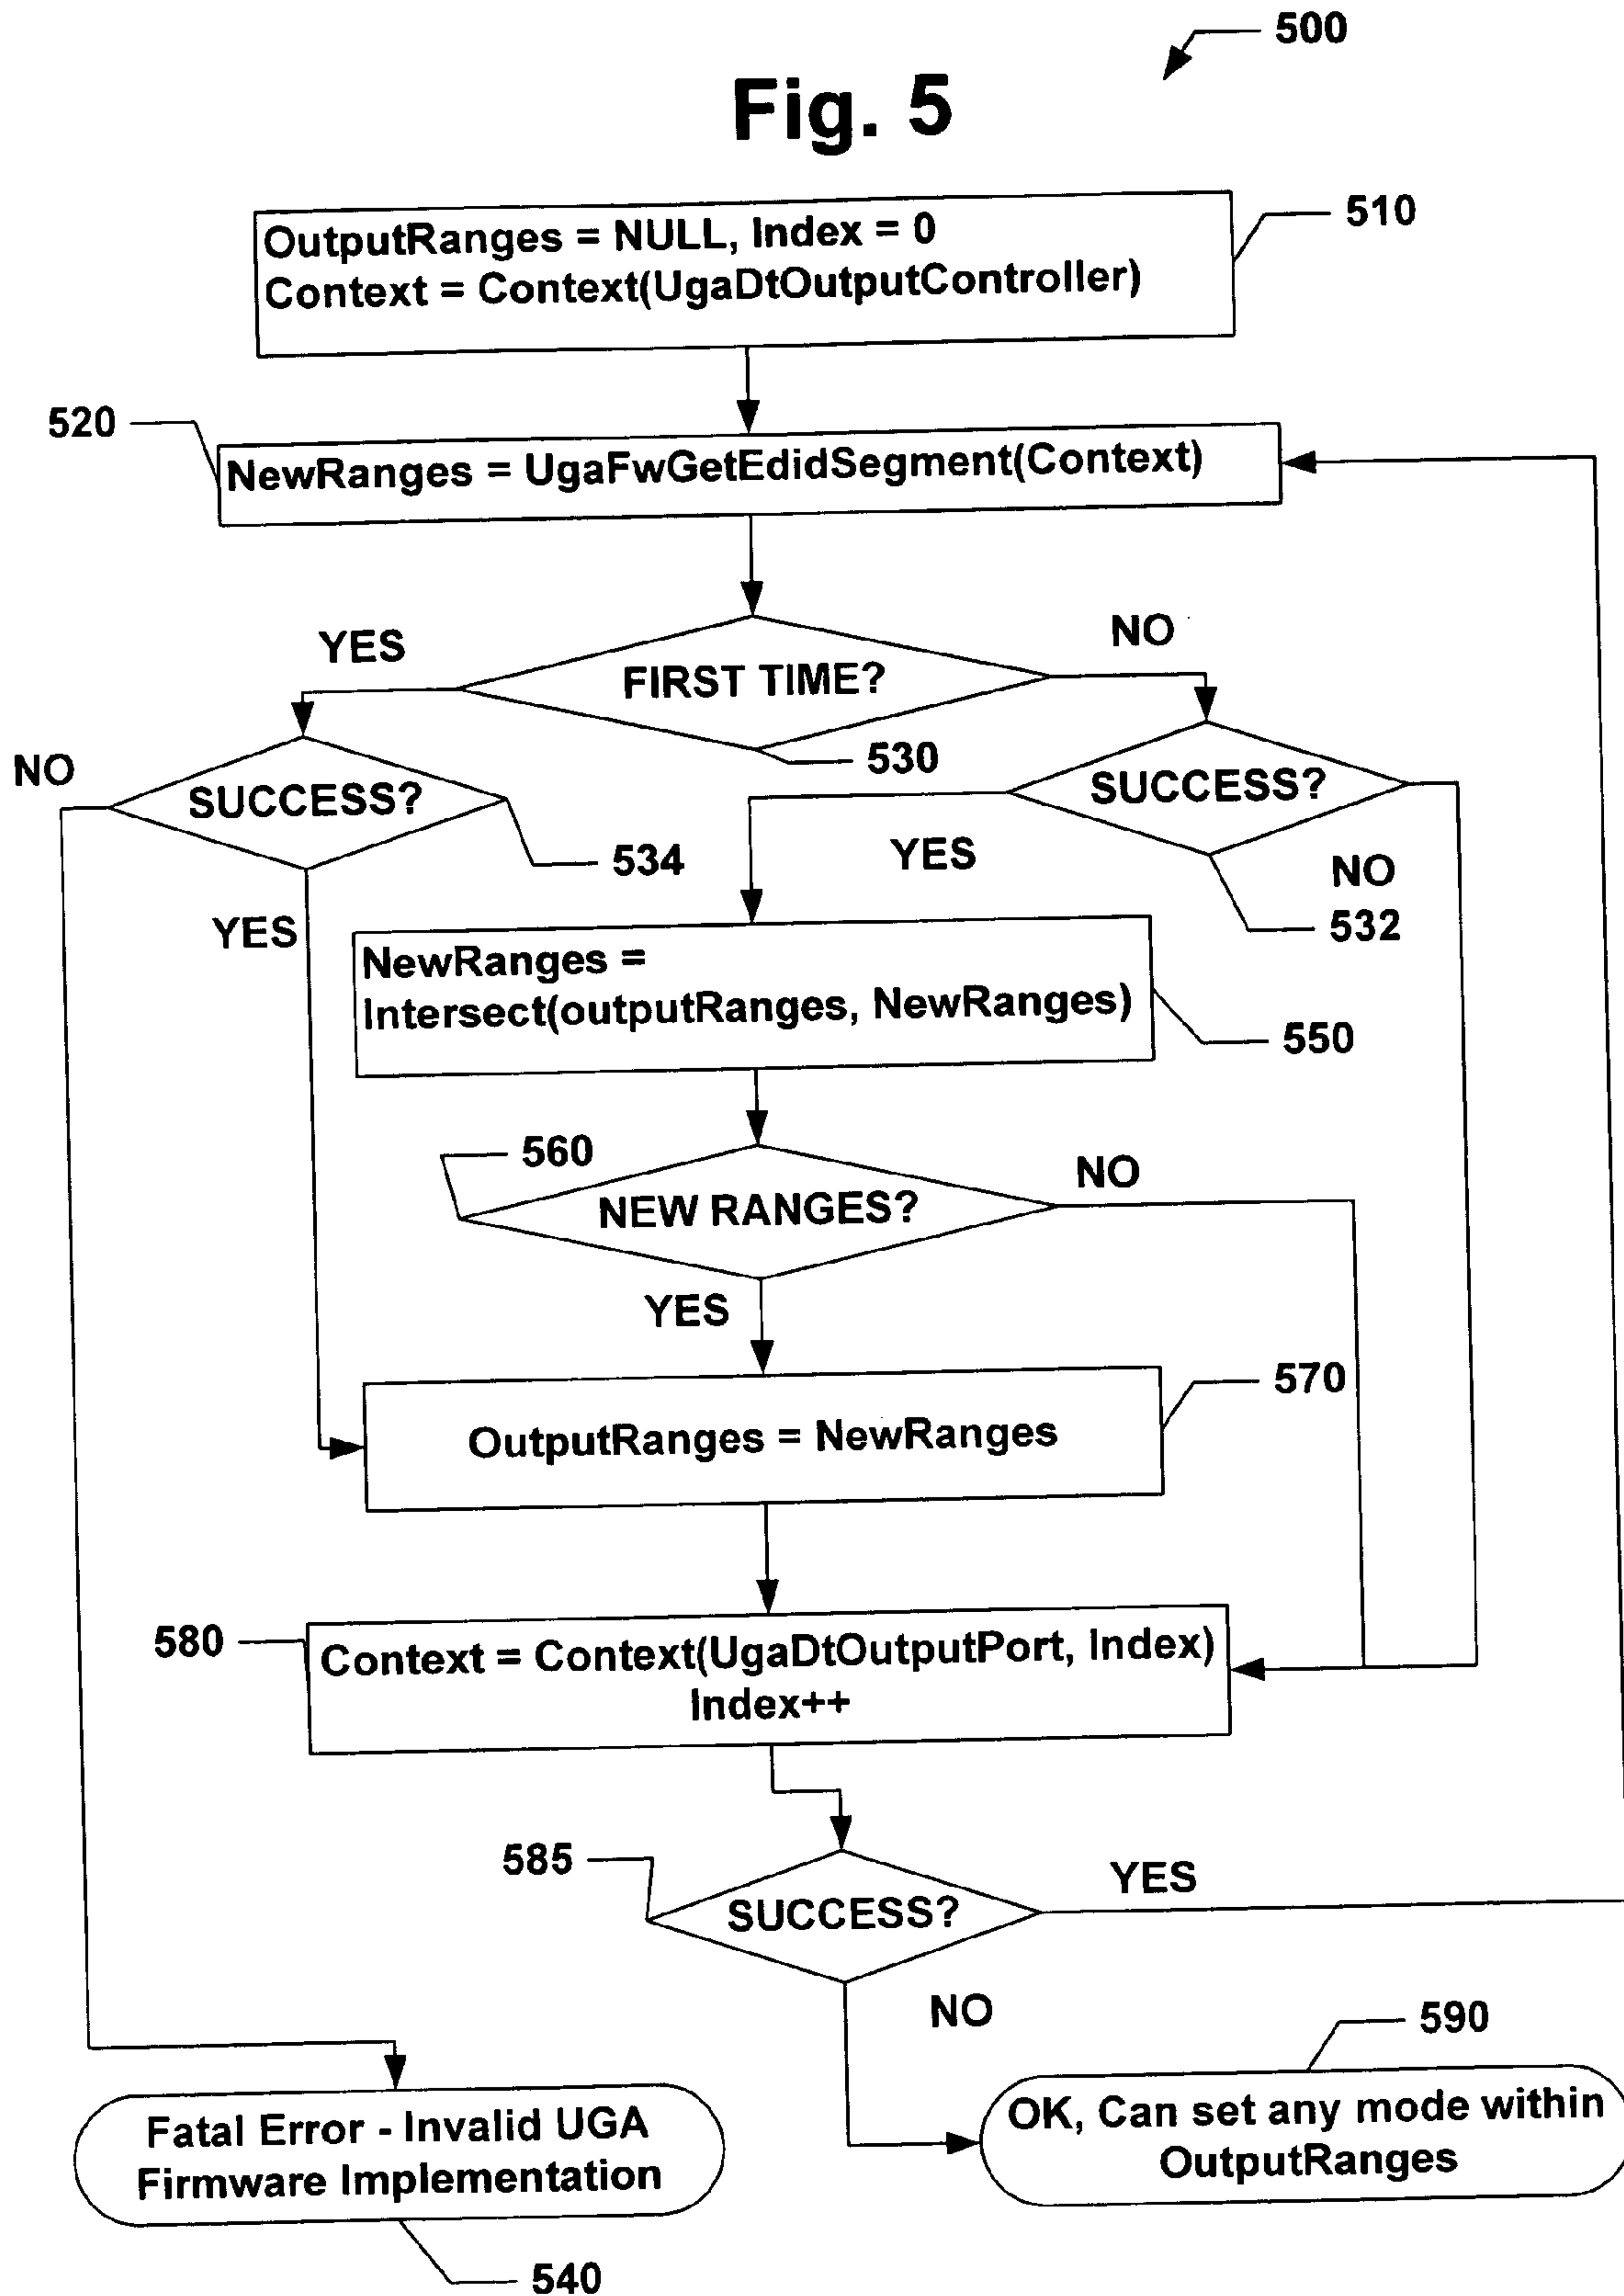 500
Fig. 5
OutputRanges = NULL, Index = 0
Context = Context(UgaDtOutputController)
510
520
NewRanges = UgaFwGetEdidSegment(Context)
YES
NO
FIRST TIME?
530
NO
SUCCESS?
534
SUCCESS?
YES
NO
532
YES
NewRanges =
Intersect(outputRanges, NewRanges)
550
560
NO
NEW RANGES?
YES
570
OutputRanges = NewRanges
580
Context = Context(UgaDtOutputPort, Index)
Index++
585
YES
SUCCESS?
NO
590
OK, Can set any mode within
OutputRanges
Fatal Error - Invalid UGA
Firmware Implementation
540